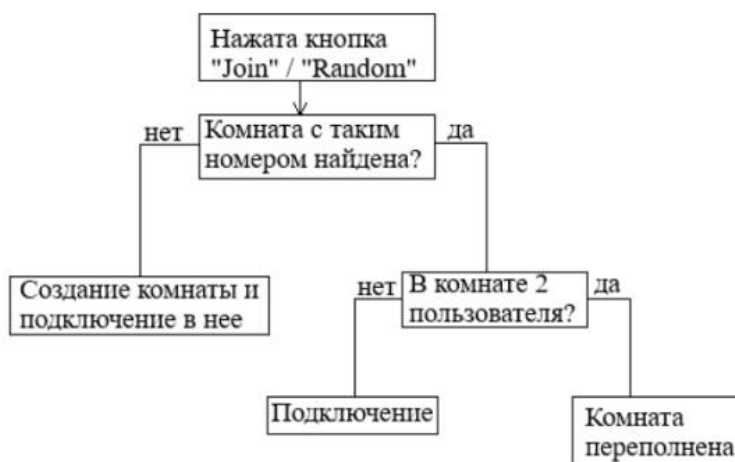 Нажата кнопка
"Join" / "Random"
нет
Комната с таким
номером найдена?
да
Создание комнаты и
подключение в нее
нет
В комнате 2
пользователя?
да
Подключение
Комната
переполнена